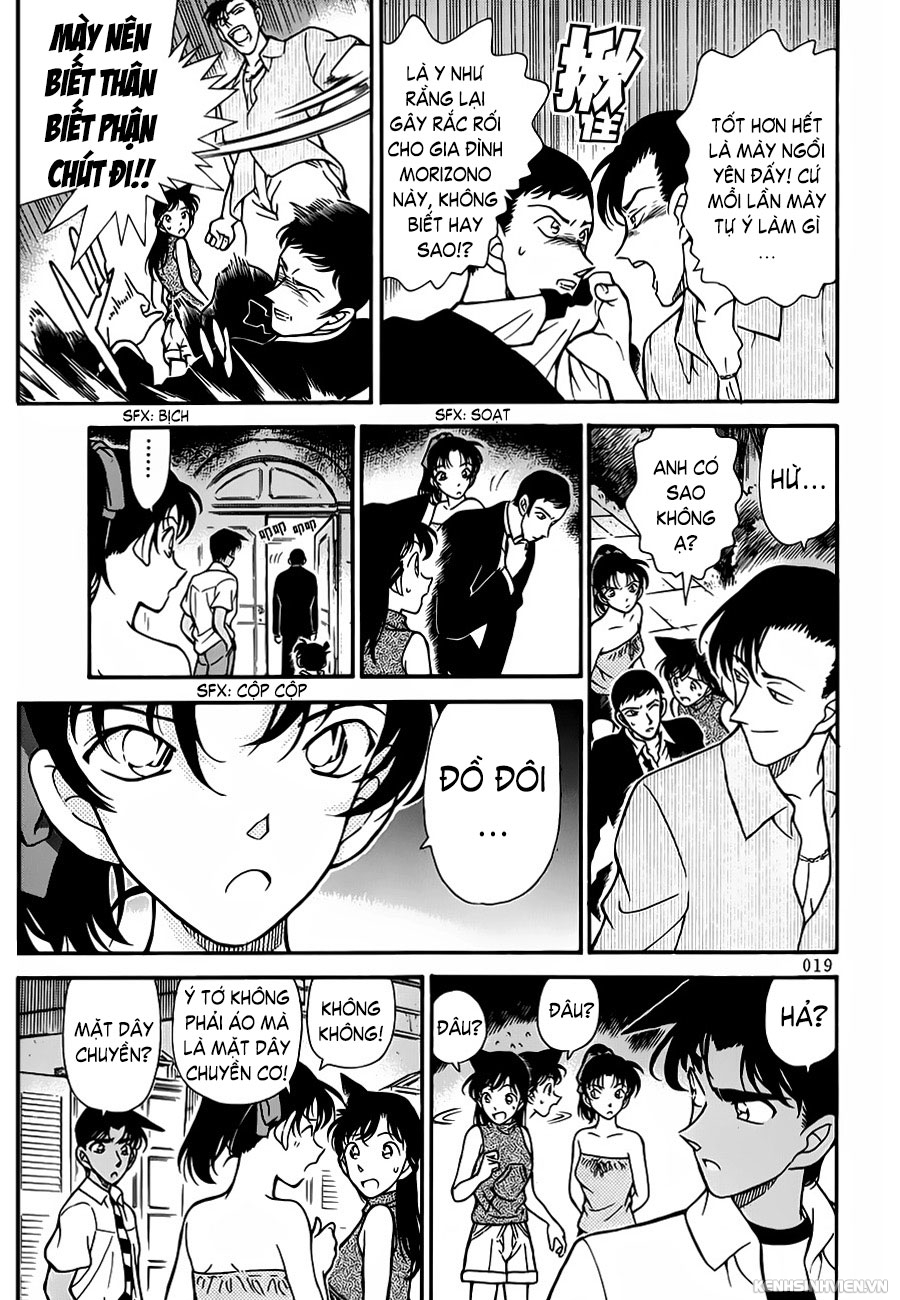 TỐT HƠN HẾT
LÀ MÀY NGỒI
YÊN ĐẤY! CỨ
MỖI LẦN MÀY
TỰ Ý LÀM GÌ
...
揪
住
LÀ Y NHƯ
RẰNG LẠI
GÂY RẮC RỐI
CHO GIA ĐÌNH
MORIZONO
NÀY, KHÔNG
BIẾT HAY
SAO!?
MÀY NÊN
BIẾT THÂN
BIẾT PHẬN
CHÚT ĐI!!
SFX: BỊCH
SFX: SOẠT
HỪ...
ANH CÓ
SAO
KHÔNG
Ạ?
......
SFX: CỘP CỘP
ĐỒ ĐÔI
...
019
HẢ?
ĐÂU?
ĐÂU?
KHÔNG
KHÔNG!
Ý TỚ KHÔNG
PHẢI ÁO MÀ
LÀ MẶT DÂY
CHUYỀN CƠ!
MẶT DÂY
CHUYỀN?
KENHSINHVIEN.VN